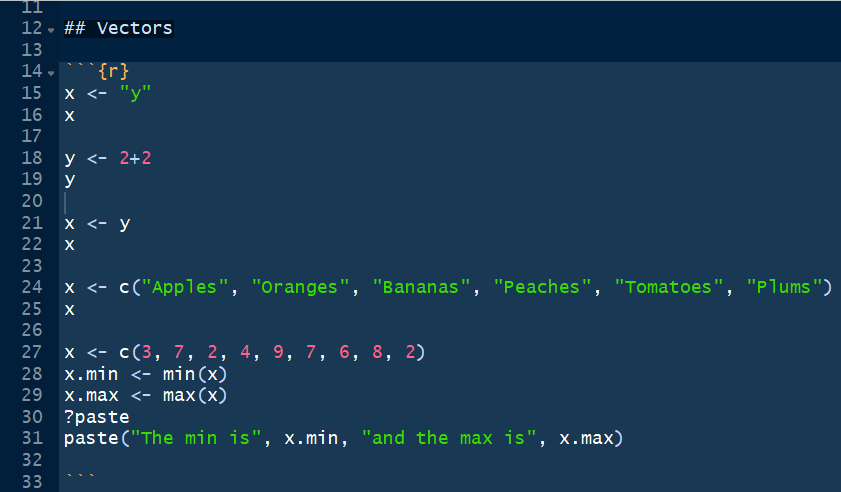 11
12 ## Vectors
13
14 ```{r}
15 x <- "y"
16 x
17
18 y <- 2+2
19 y
20
21 x <- y
22 x
23
24 x <- c("Apples", "Oranges", "Bananas", "Peaches", "Tomatoes", "Plums")
25 x
26
27 x <- c(3, 7, 2, 4, 9, 7, 6, 8, 2)
28 x.min <- min(x)
29 x.max <- max(x)
30 ?paste
31 paste("The min is", x.min, "and the max is", x.max)
32
33 ```